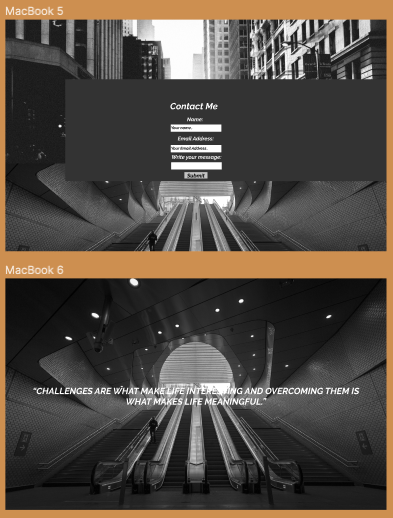 MacBook 5
Contact Me
Name:
Your name.
Email Address:
Your Email Address.
Write your message:
Submit
MacBook 6
"CHALLENGES ARE WHAT MAKE LIFE INTERESTING AND OVERCOMING THEM IS
WHAT MAKES LIFE MEANINGFUL."